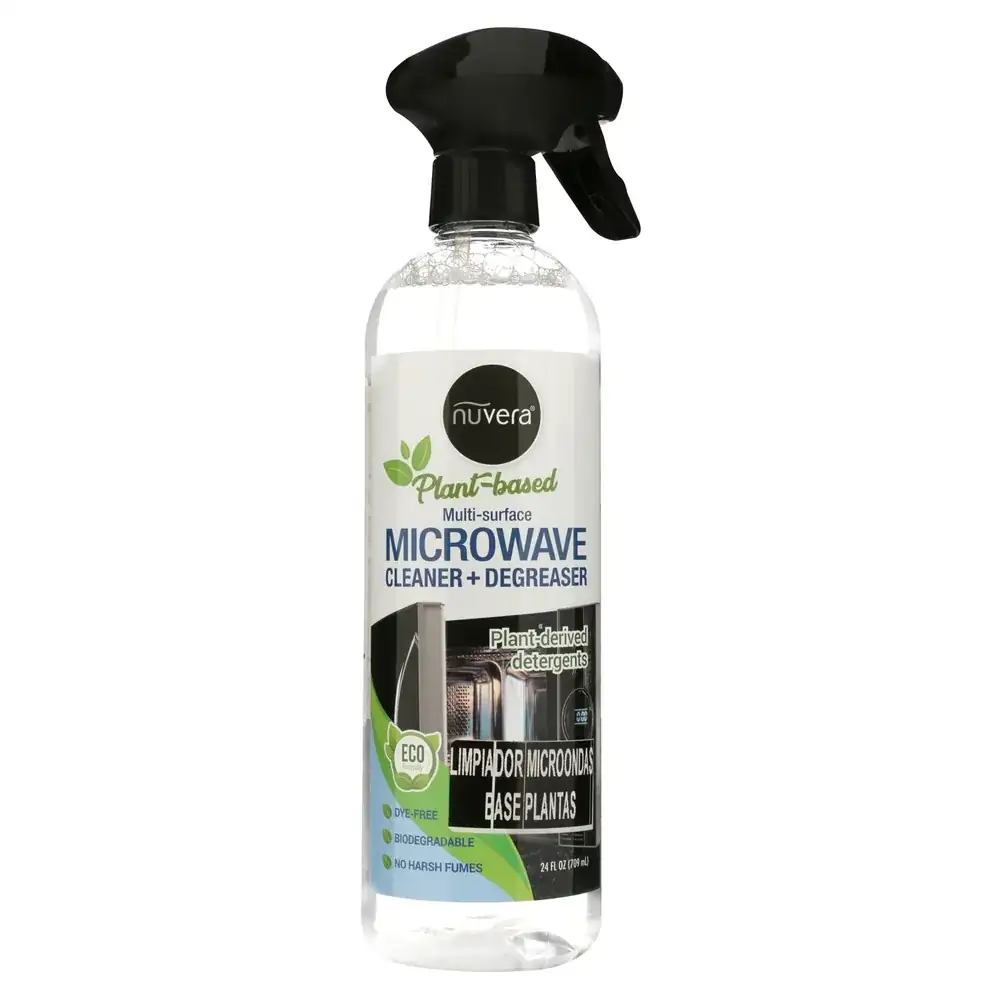 nuvera®
Plant-based
Multi-surface
MICROWAVE
CLEANER + DEGREASER
Plant-derived
detergents
ECO
LIMPIADOR MICROONDAS
BASE PLANTAS
DYE-FREE
BIODEGRADABLE
NO HARSH FUMES
24 FL OZ (709 mL)